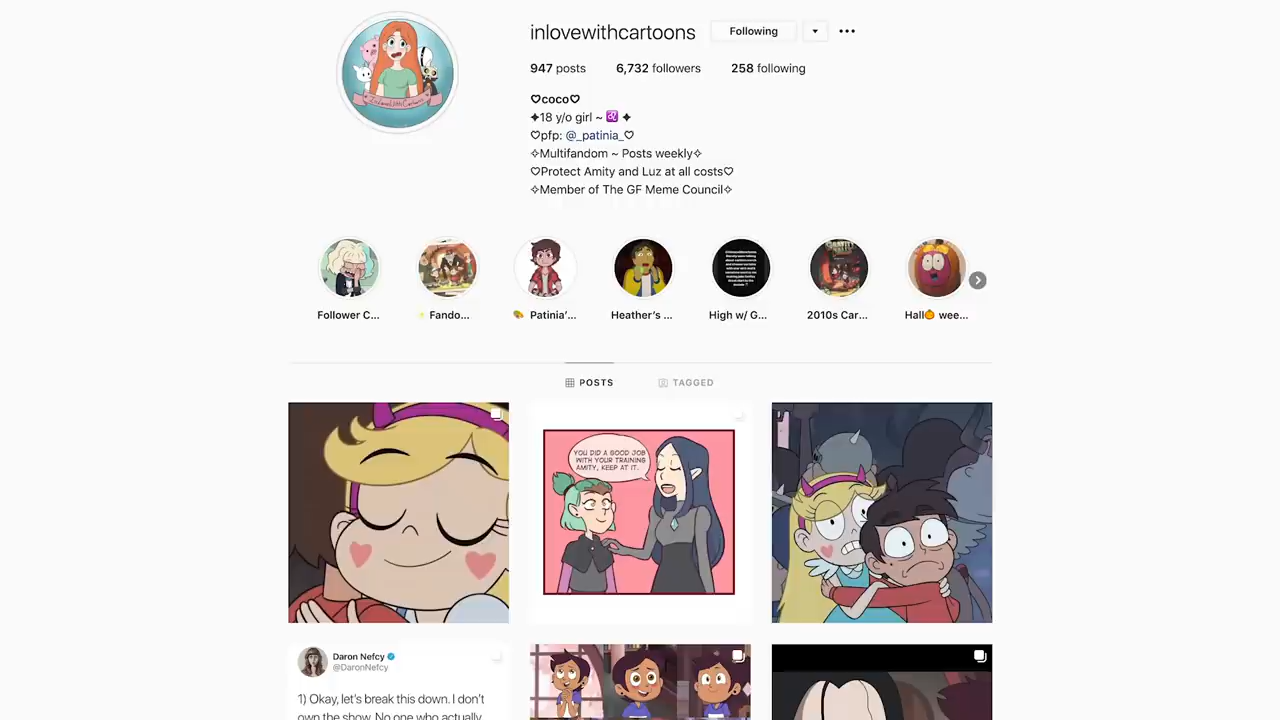 inlovewithcartoons Following
947 posts 6,732 followers 258 following
♡coco♡
✦18 y/o girl ~ ♌ ✦
♡pfp: @_patinia_♡
✧Multifandom ~ Posts weekly✧
♡Protect Amity and Luz at all costs♡
✧Member of The GF Meme Council✧
Follower C... Fando... Patinia'... Heather's ... High w/ G... 2010s Car... Hall🎃 wee...
POSTS TAGGED
YOU DID A GOOD JOB
WITH YOUR TRAINING
AMITY, KEEP AT IT.
Daron Nefcy
@DaronNefcy
1) Okay, let's break this down. I don't
own the show. No one who actually